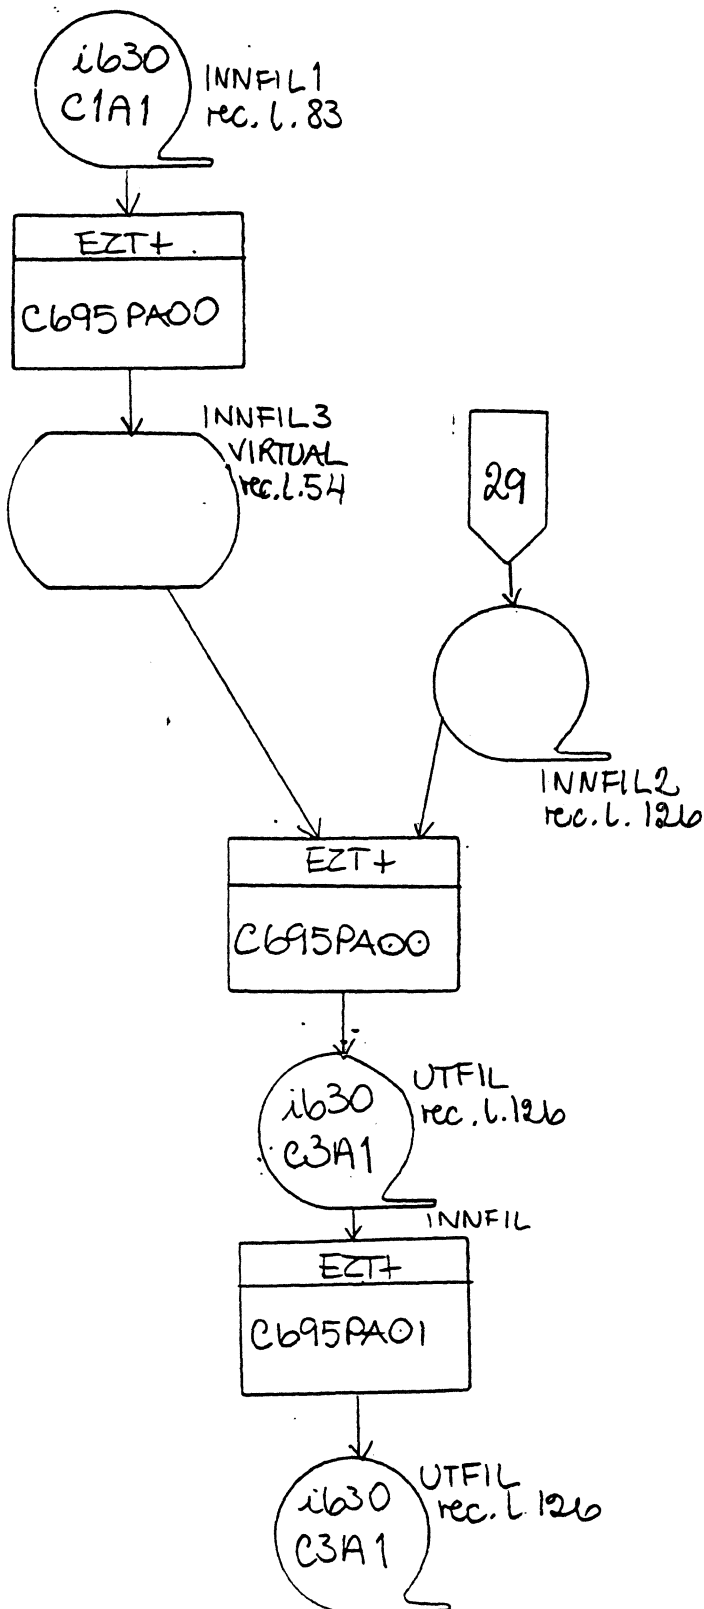 i630
C1A1
INNFIL1
rec. l. 83
EZT+
C695PA00
INNFIL3
VIRTUAL
rec. l. 54
29
INNFIL2
rec. l. 126
EZT+
C695PA00
i630
C3A1
UTFIL
rec. l. 126
INNFIL
EZT+
C695PA01
i630
C3A1
UTFIL
rec. l. 126